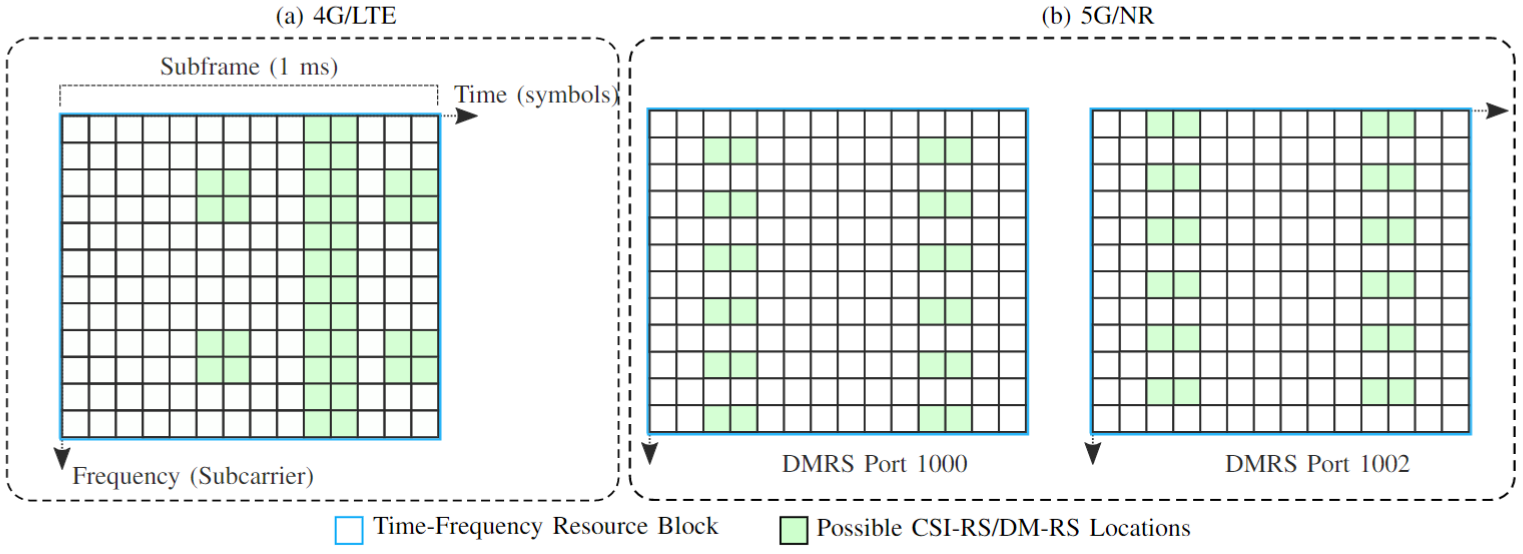 (a) 4G/LTE
(b) 5G/NR
Subframe (1 ms)
Time (symbols)
Frequency (Subcarrier)
DMRS Port 1000
DMRS Port 1002
Time-Frequency Resource Block
Possible CSI-RS/DM-RS Locations